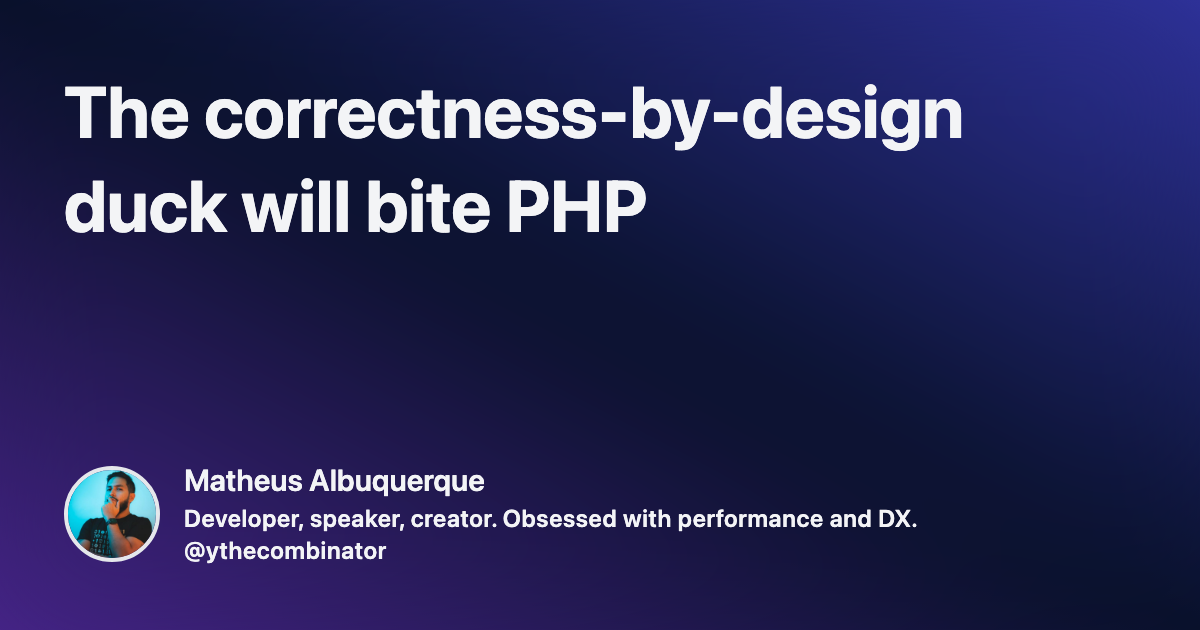 The correctness-by-design
duck will bite PHP
Matheus Albuquerque
Developer, speaker, creator. Obsessed with performance and DX.
@ythecombinator